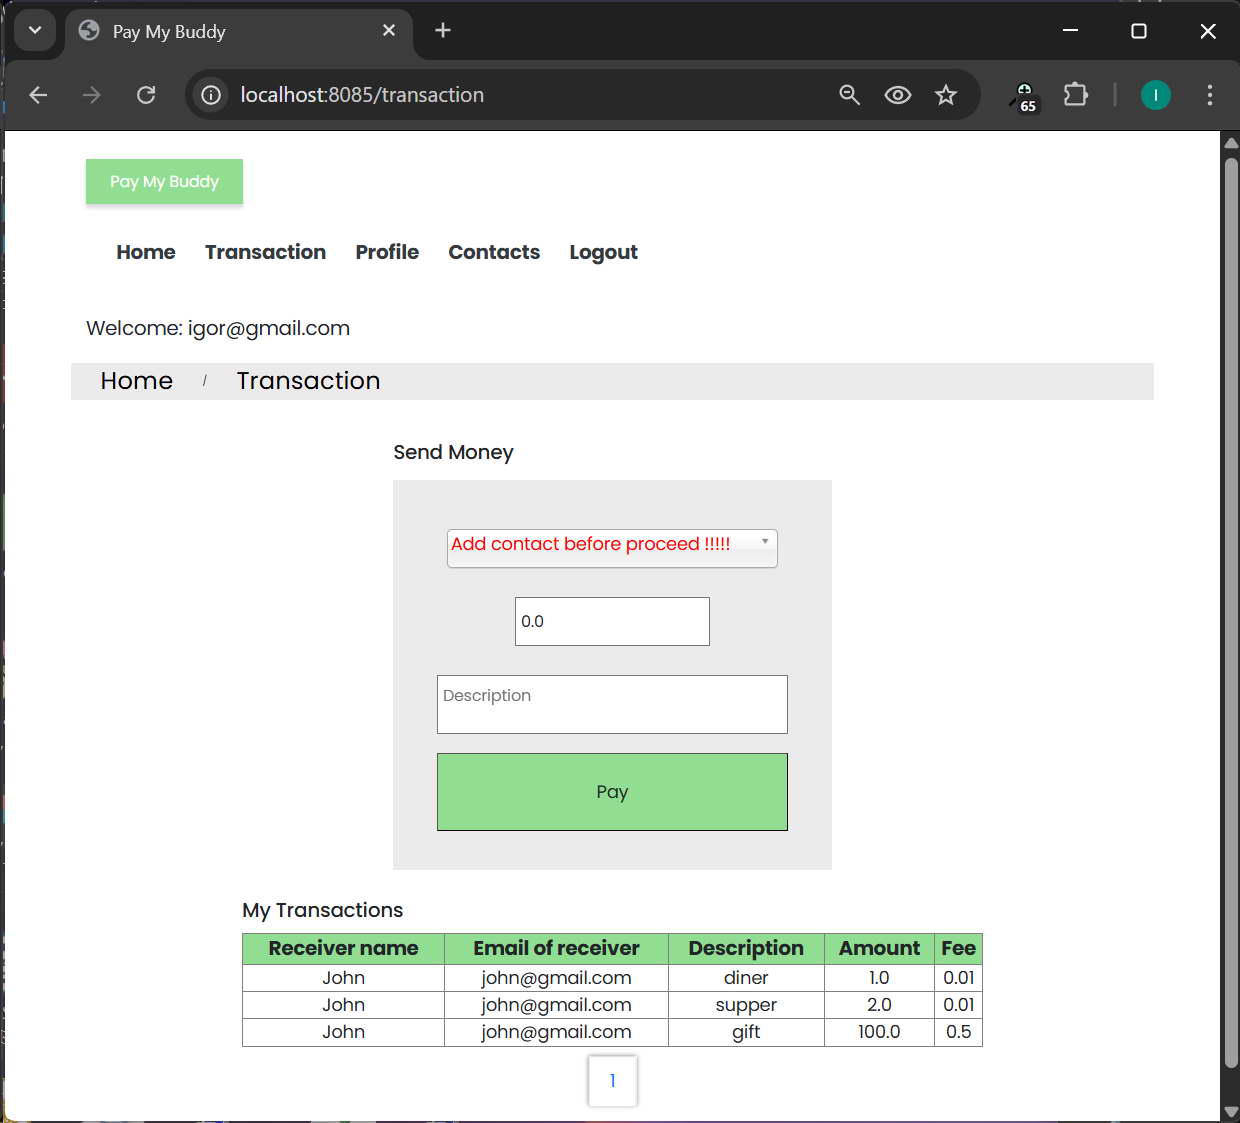 Pay My Buddy
localhost:8085/transaction
65
I
Pay My Buddy
Home Transaction Profile Contacts Logout
Welcome: igor@gmail.com
Home / Transaction
Send Money
Add contact before proceed !!!!!
0.0
Description
Pay
My Transactions
Receiver name Email of receiver Description Amount Fee
John john@gmail.com diner 1.0 0.01
John john@gmail.com supper 2.0 0.01
John john@gmail.com gift 100.0 0.5
1